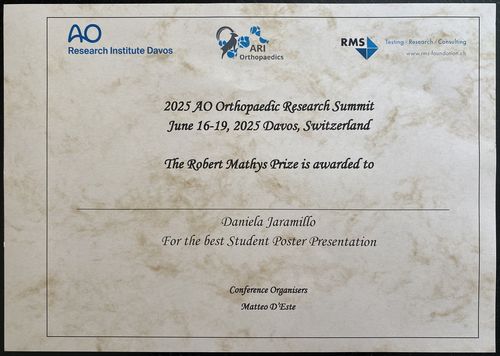 AO
Research Institute Davos
ARI
Orthopaedics
RMS
Testing / Research / Consulting
www.rms-foundation.ch
2025 AO Orthopaedic Research Summit
June 16-19, 2025 Davos, Switzerland
The Robert Mathys Prize is awarded to
Daniela Jaramillo
For the best Student Poster Presentation
Conference Organisers
Matteo D'Este